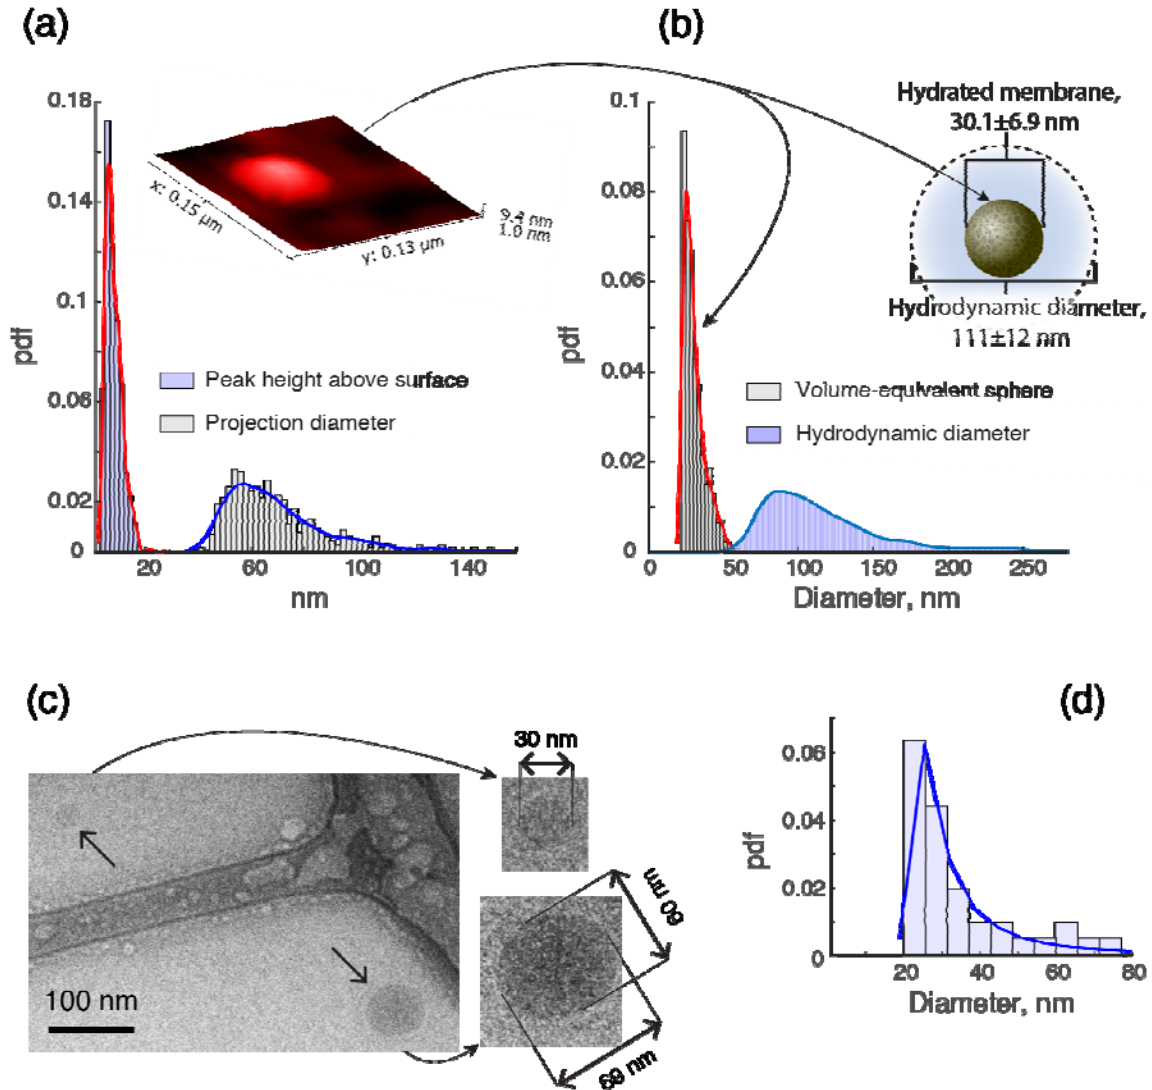 (a)
0.18
0.14
0.1
0.06
0.02
0
pdf
20
60
100
140
nm
x: 0.15 µm
y: 0.13 µm
9.4 nm
1.0 nm
Peak height above surface
Projection diameter
(b)
0.1
0.08
0.06
0.04
0.02
0
pdf
0
50
100
150
200
250
Diameter, nm
Hydrated membrane,
30.1±6.9 nm
Hydrodynamic diameter,
111±12 nm
Volume-equivalent sphere
Hydrodynamic diameter
(c)
100 nm
30 nm
60 nm
69 nm
(d)
0.06
0.04
0.02
0
pdf
20
40
60
80
Diameter, nm